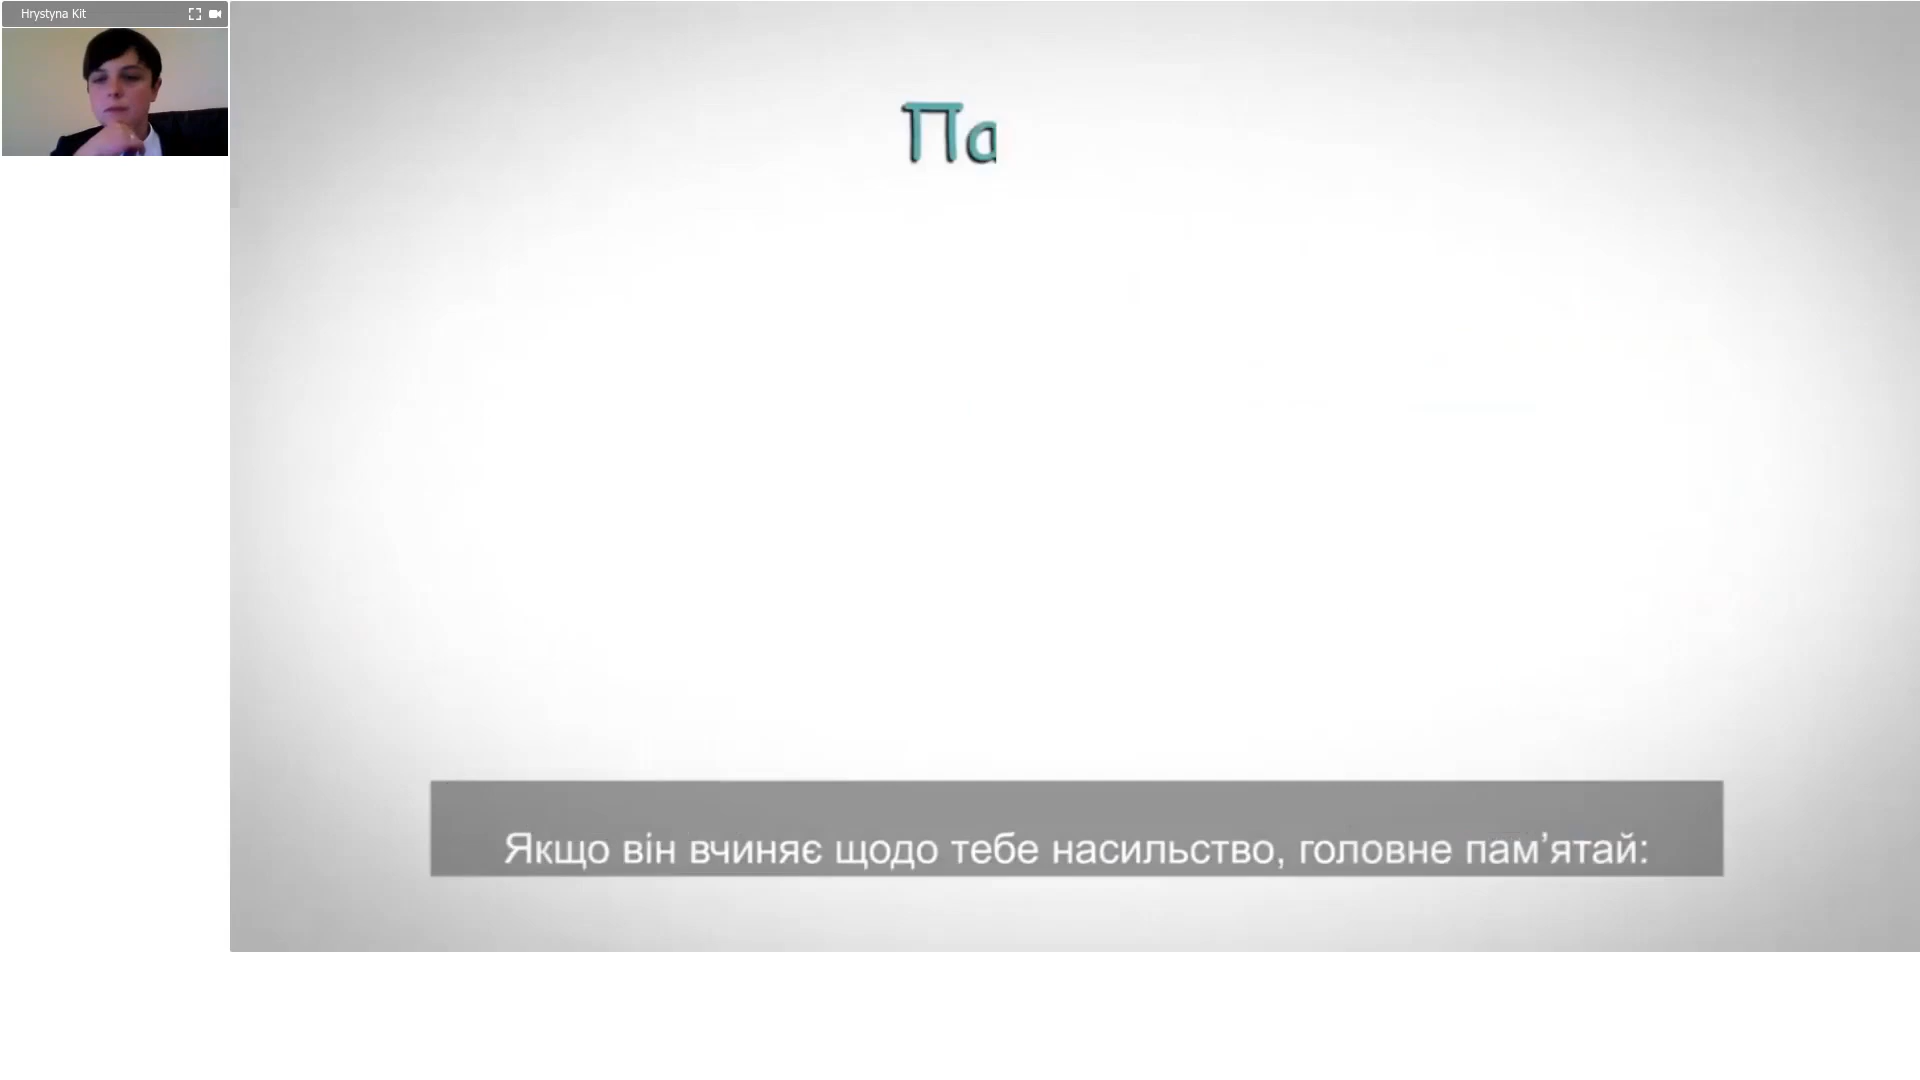 Hrystyna Kit
Па
Якщо він вчиняє щодо тебе насильство, головне пам’ятай: